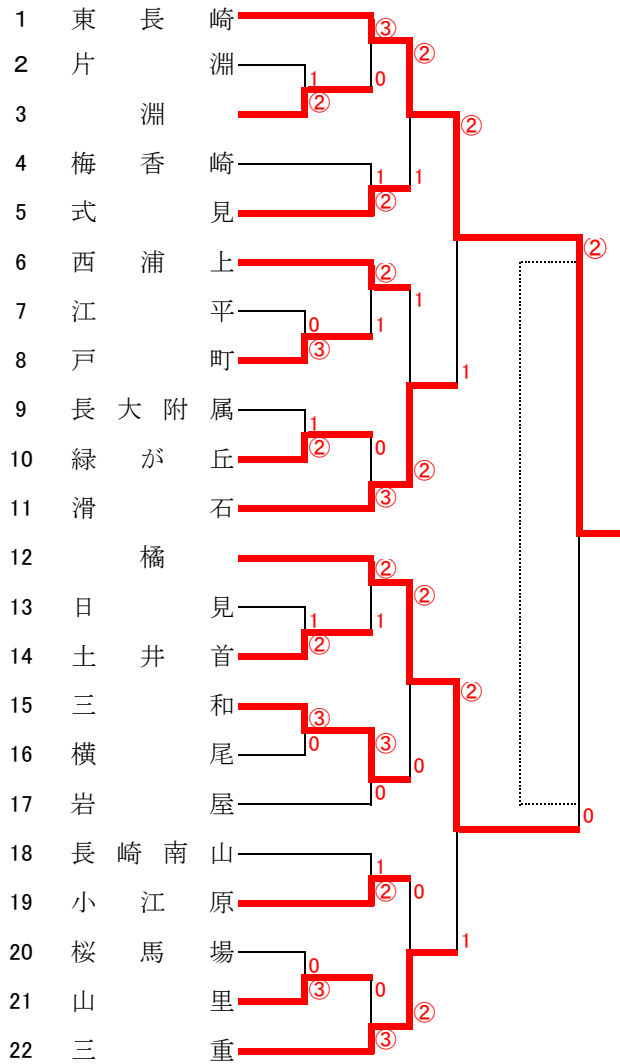 1 東長崎
③
2 片淵
② 
1 0
3 淵
②
②
4 梅香崎
1 1
5 式見
②
②
6 西浦上
②
1
7 江平
0 1
8 戸町
③
1
9 長大附属
1 0
10 緑が丘
② ②
11 滑石
③
12 橘
②
②
13 日見
1 1
14 土井首
②
②
15 三和
③ ③
16 横尾
0 0
17 岩屋
0
0
18 長崎南山
1
19 小江原
② 0
20 桜馬場
0 1
21 山里
③ 0
②
22 三重
③